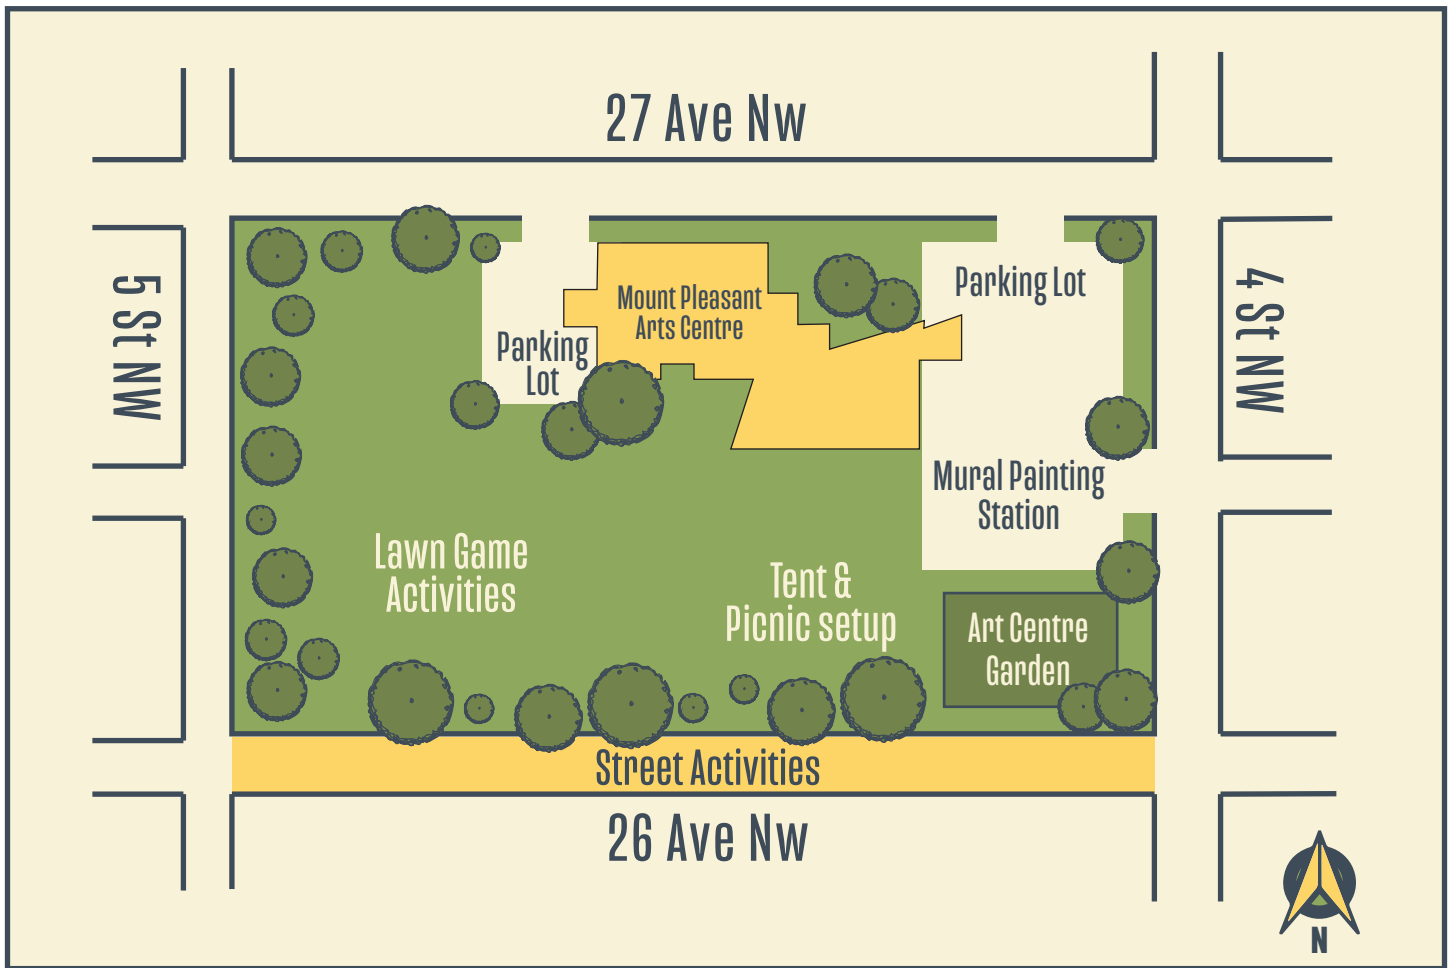 27 Ave Nw
5 St NW
4 St NW
Parking Lot
Mount Pleasant
Arts Centre
Parking
Lot
Mural Painting
Station
Lawn Game
Activities
Tent &
Picnic setup
Art Centre
Garden
Street Activities
26 Ave Nw
N